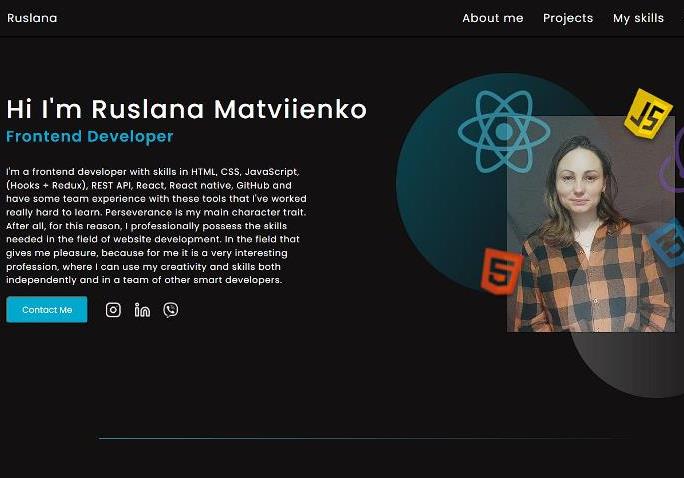 Ruslana
About me Projects My skills
Hi I'm Ruslana Matviienko
Frontend Developer
I'm a frontend developer with skills in HTML, CSS, JavaScript,
(Hooks + Redux), REST API, React, React native, GitHub and
have some team experience with these tools that I've worked
really hard to learn. Perseverance is my main character trait.
After all, for this reason, I professionally possess the skills
needed in the field of website development. In the field that
gives me pleasure, because for me it is a very interesting
profession, where I can use my creativity and skills both
independently and in a team of other smart developers.
Contact Me
in
JS
5
3